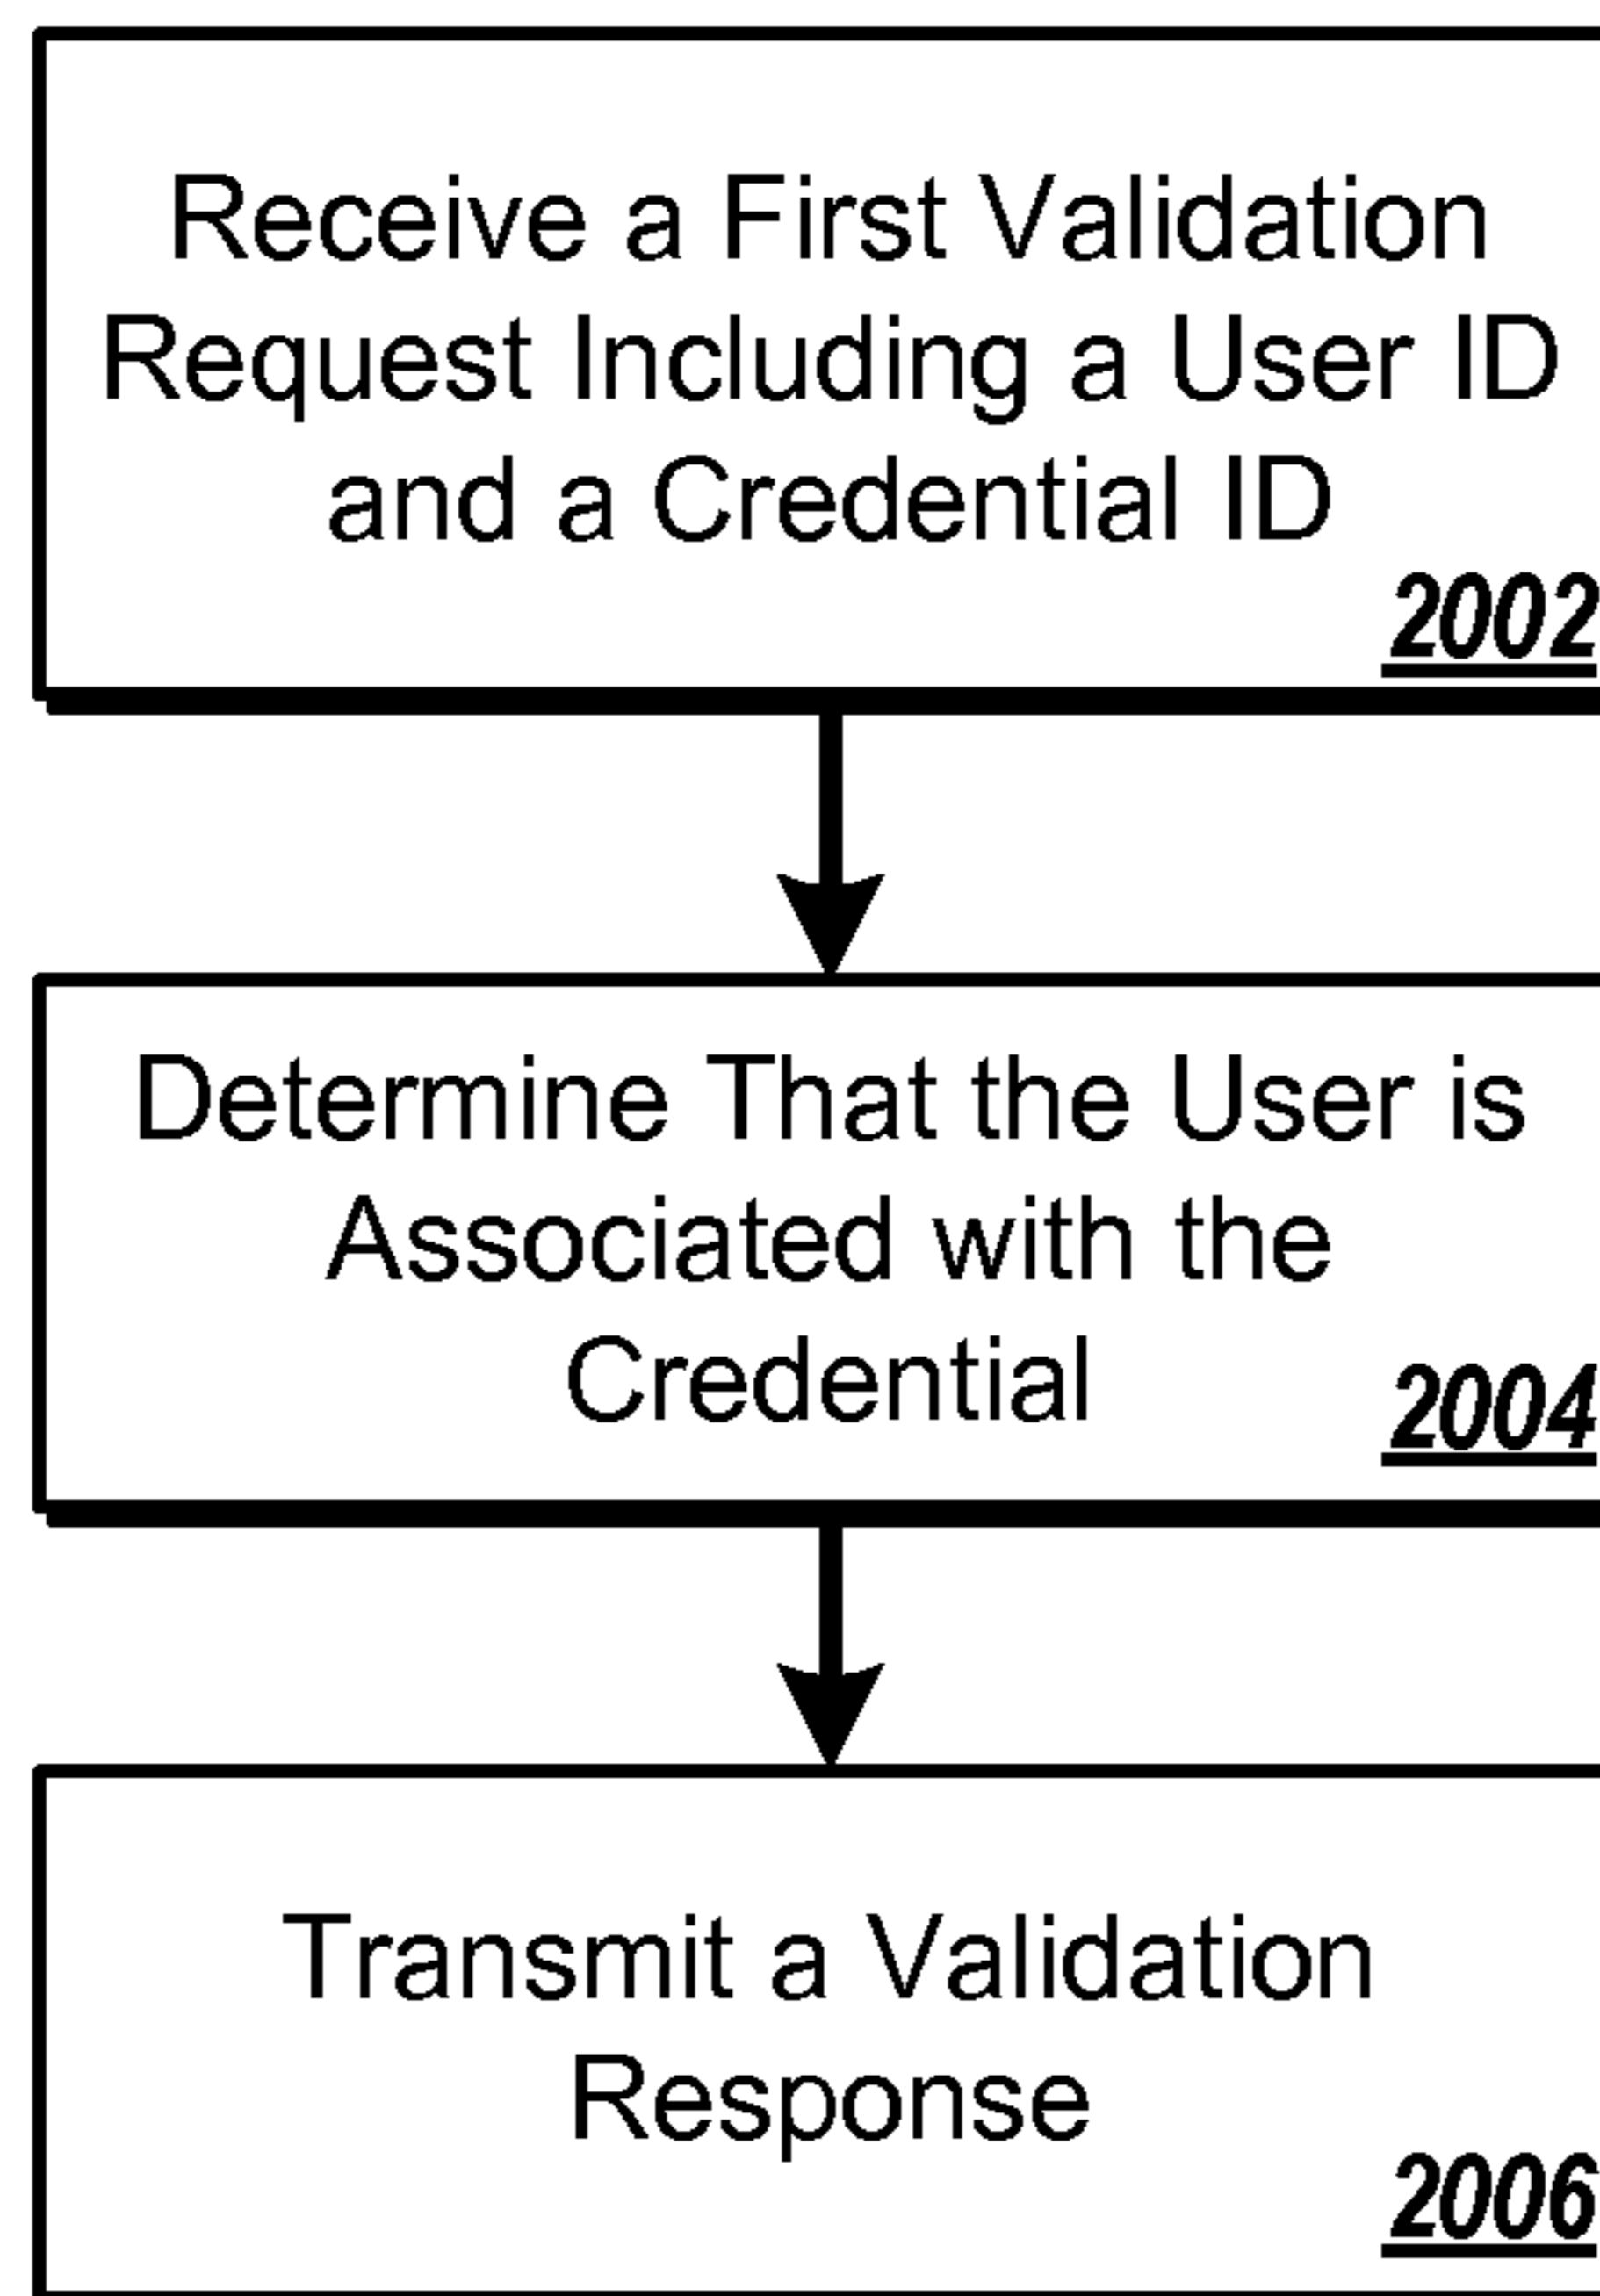 Receive a First Validation
Request Including a User ID
and a Credential ID
2002
Determine That the User is
Associated with the
Credential
2004
Transmit a Validation
Response
2006